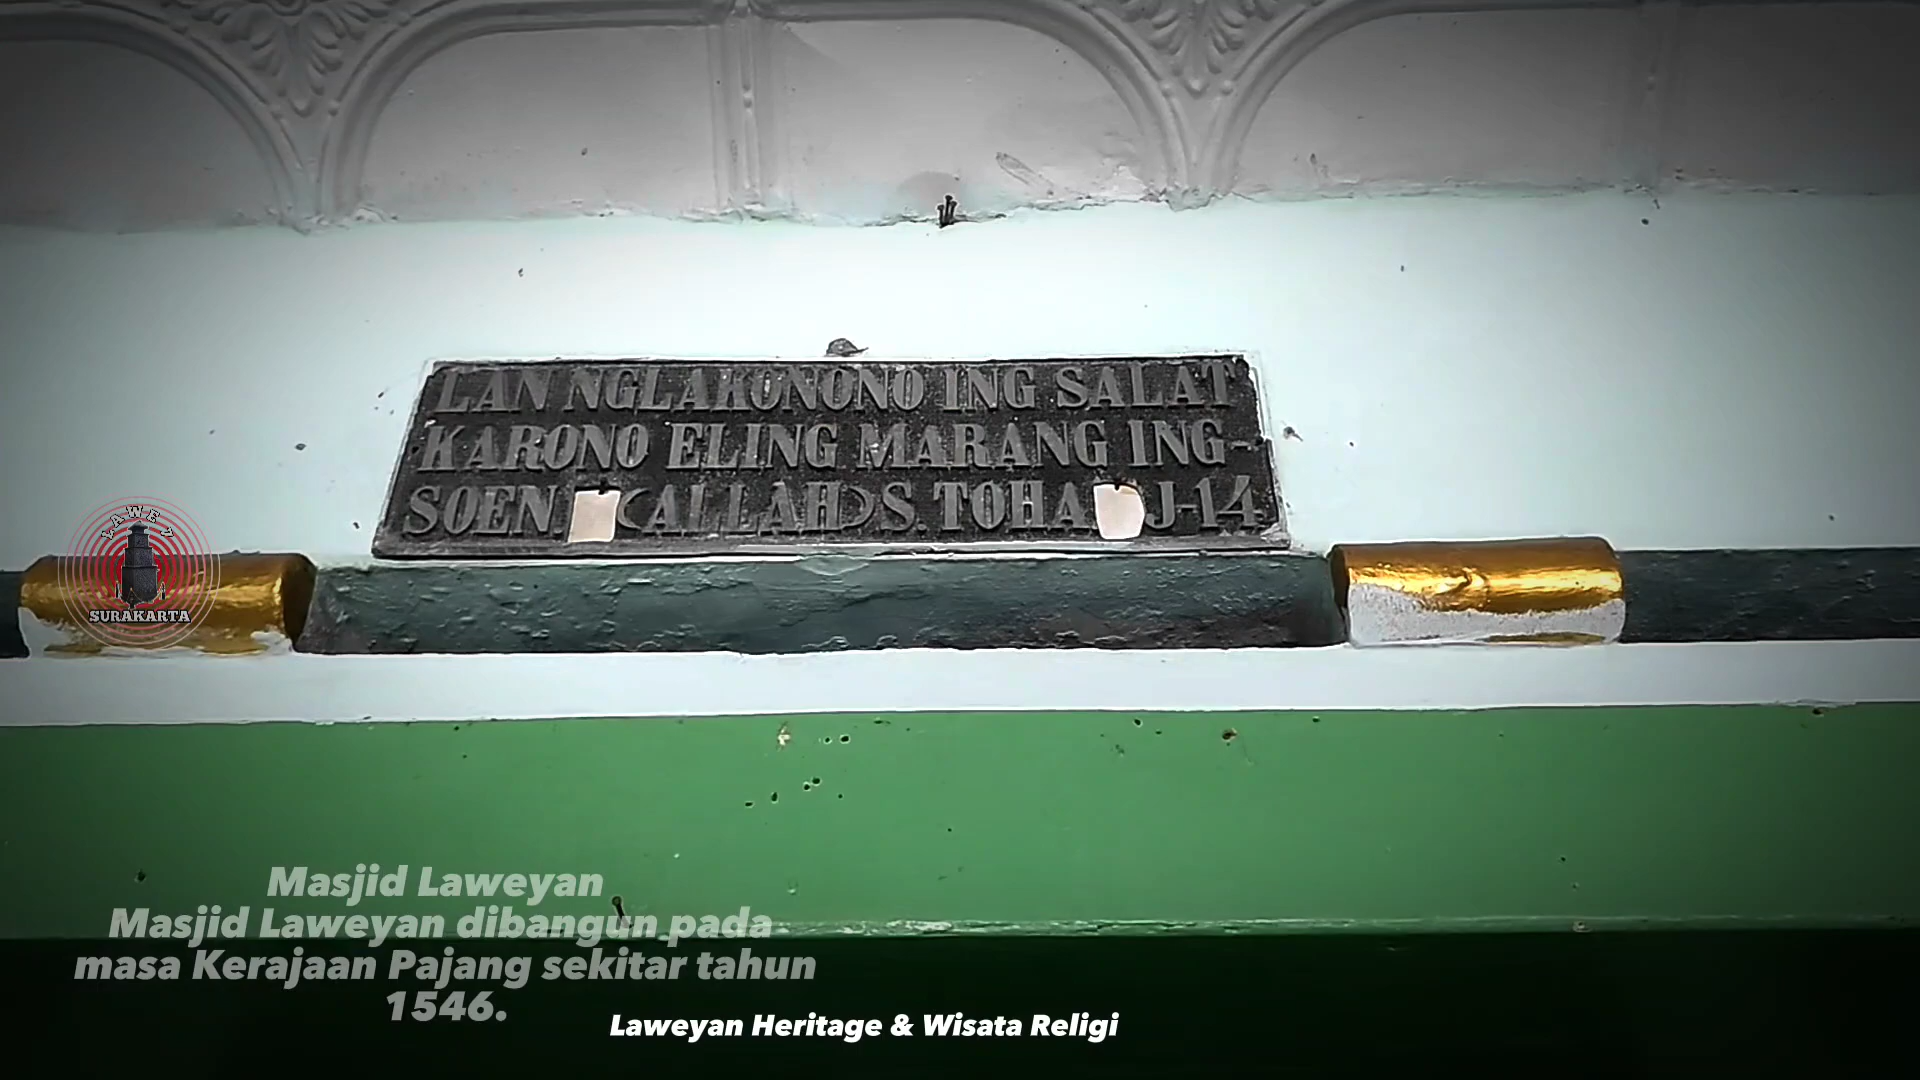 LAN NGLAKONONO ING SALAT
KARONO ELING MARANG ING-
SOEN (ALLAH) S. TOHA J-14
LAWEJ
SURAKARTA
Masjid Laweyan
Masjid Laweyan dibangun pada
masa Kerajaan Pajang sekitar tahun
1546.
Laweyan Heritage & Wisata Religi